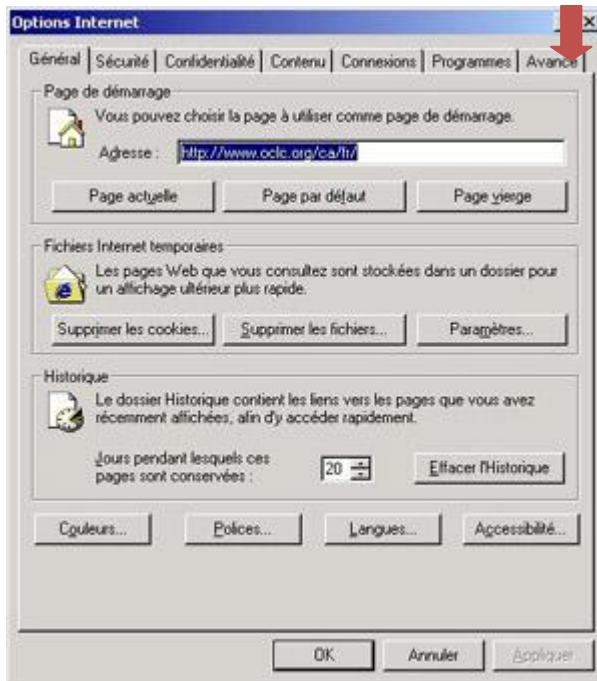 Options Internet
Général Sécurité Confidentialité Contenu Connexions Programmes Avancé
Page de démarrage
Vous pouvez choisir la page à utiliser comme page de démarrage.
Adresse : http://www.oclc.org/ca/fr/
Page actuelle Page par défaut Page vierge
Fichiers Internet temporaires
Les pages Web que vous consultez sont stockées dans un dossier pour
un affichage ultérieur plus rapide.
Supprimer les cookies... Supprimer les fichiers... Paramètres...
Historique
Le dossier Historique contient les liens vers les pages que vous avez
récemment affichées, afin d'y accéder rapidement.
Jours pendant lesquels ces
pages sont conservées : 20 Effacer l'Historique
Couleurs... Polices... Langues... Accessibilité...
OK Annuler Appliquer